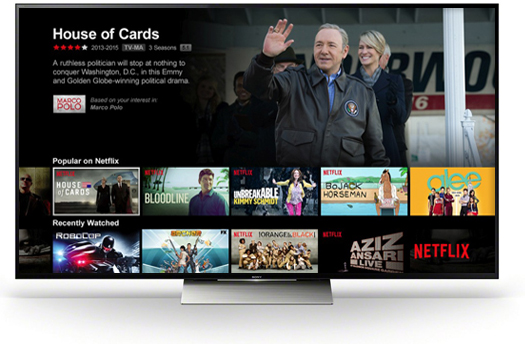 House of Cards
2013-2015 TV-MA 3 Seasons 5.1
A ruthless politician will stop at nothing to
conquer Washington, D.C., in this Emmy
and Golden Globe-winning political drama.
MARCO
POLO
Based on your interest in:
Marco Polo
Popular on Netflix
NETFLIX
HOUSE
of CARDS
NETFLIX
BLOODLINE
NETFLIX
UNBREAKABLE
KIMMY SCHMIDT
NETFLIX
BOJACK
HORSEMAN
glee
Recently Watched
ROBOCOP
FX
NETFLIX
ORANGE is the new BLACK
NETFLIX
AZIZ
ANSARI
LIVE
NETFLIX
SONY